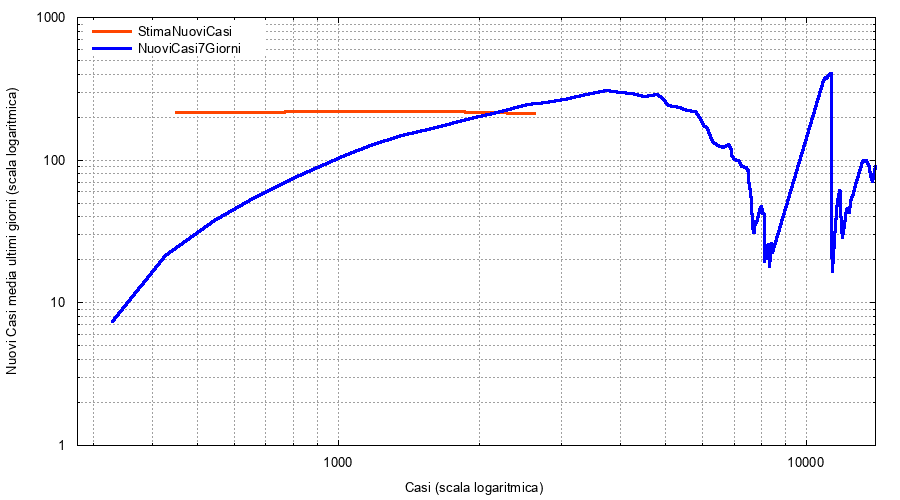 1000
StimaNuoviCasi
NuoviCasi7Giorni
100
10
1
Nuovi Casi media ultimi giorni (scala logaritmica)
1000
10000
Casi (scala logaritmica)